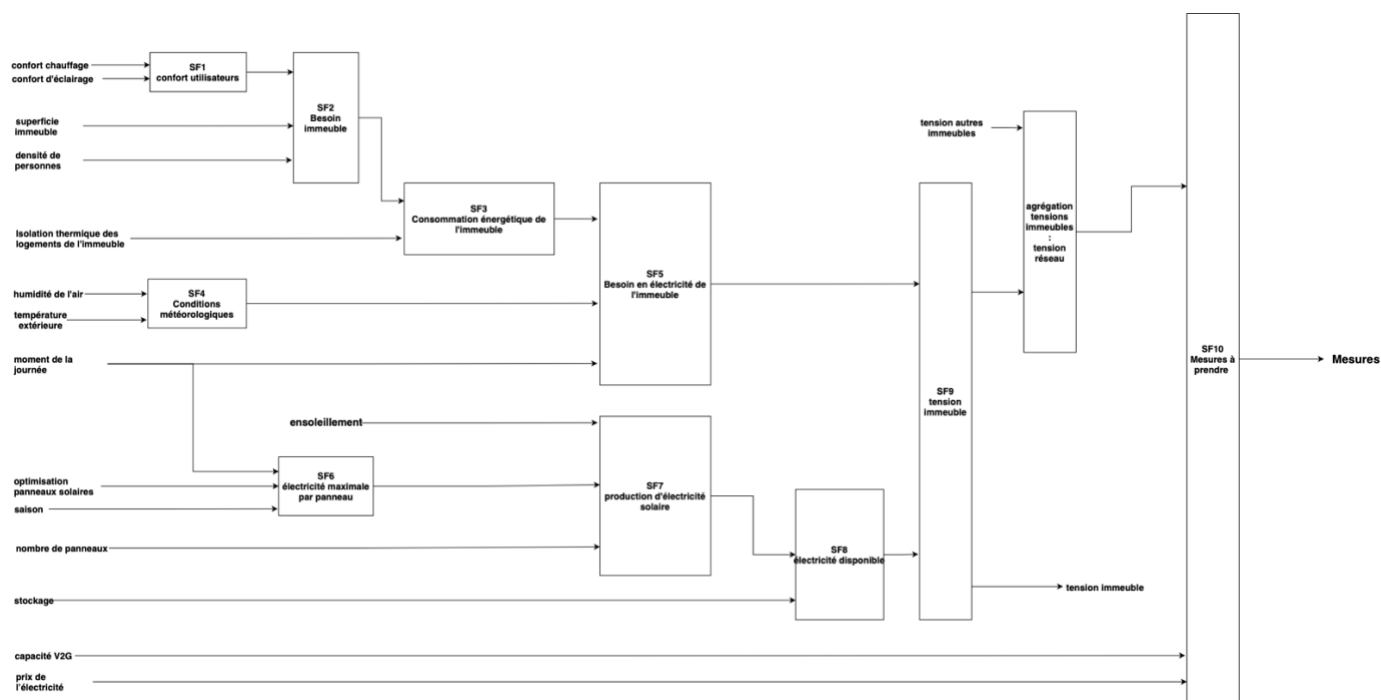 confort chauffage
confort d'éclairage
SF1
confort utilisateurs
superficie
immeuble
densité de
personnes
SF2
Besoin
immeuble
Isolation thermique des
logements de l'immeuble
SF3
Consommation énergétique de
l'immeuble
humidité de l'air
température
extérieure
SF4
Conditions
météorologiques
moment de la
journée
SF5
Besoin en électricité de
l'immeuble
ensoleillement
optimisation
panneaux solaires
saison
SF6
électricité maximale
par panneau
nombre de panneaux
SF7
production d'électricité
solaire
stockage
SF8
électricité disponible
SF9
tension
immeuble
tension immeuble
tension autres
immeubles
agrégation
tensions
immeubles
:
tension
réseau
capacité V2G
prix de
l'électricité
SF10
Mesures à
prendre
Mesures